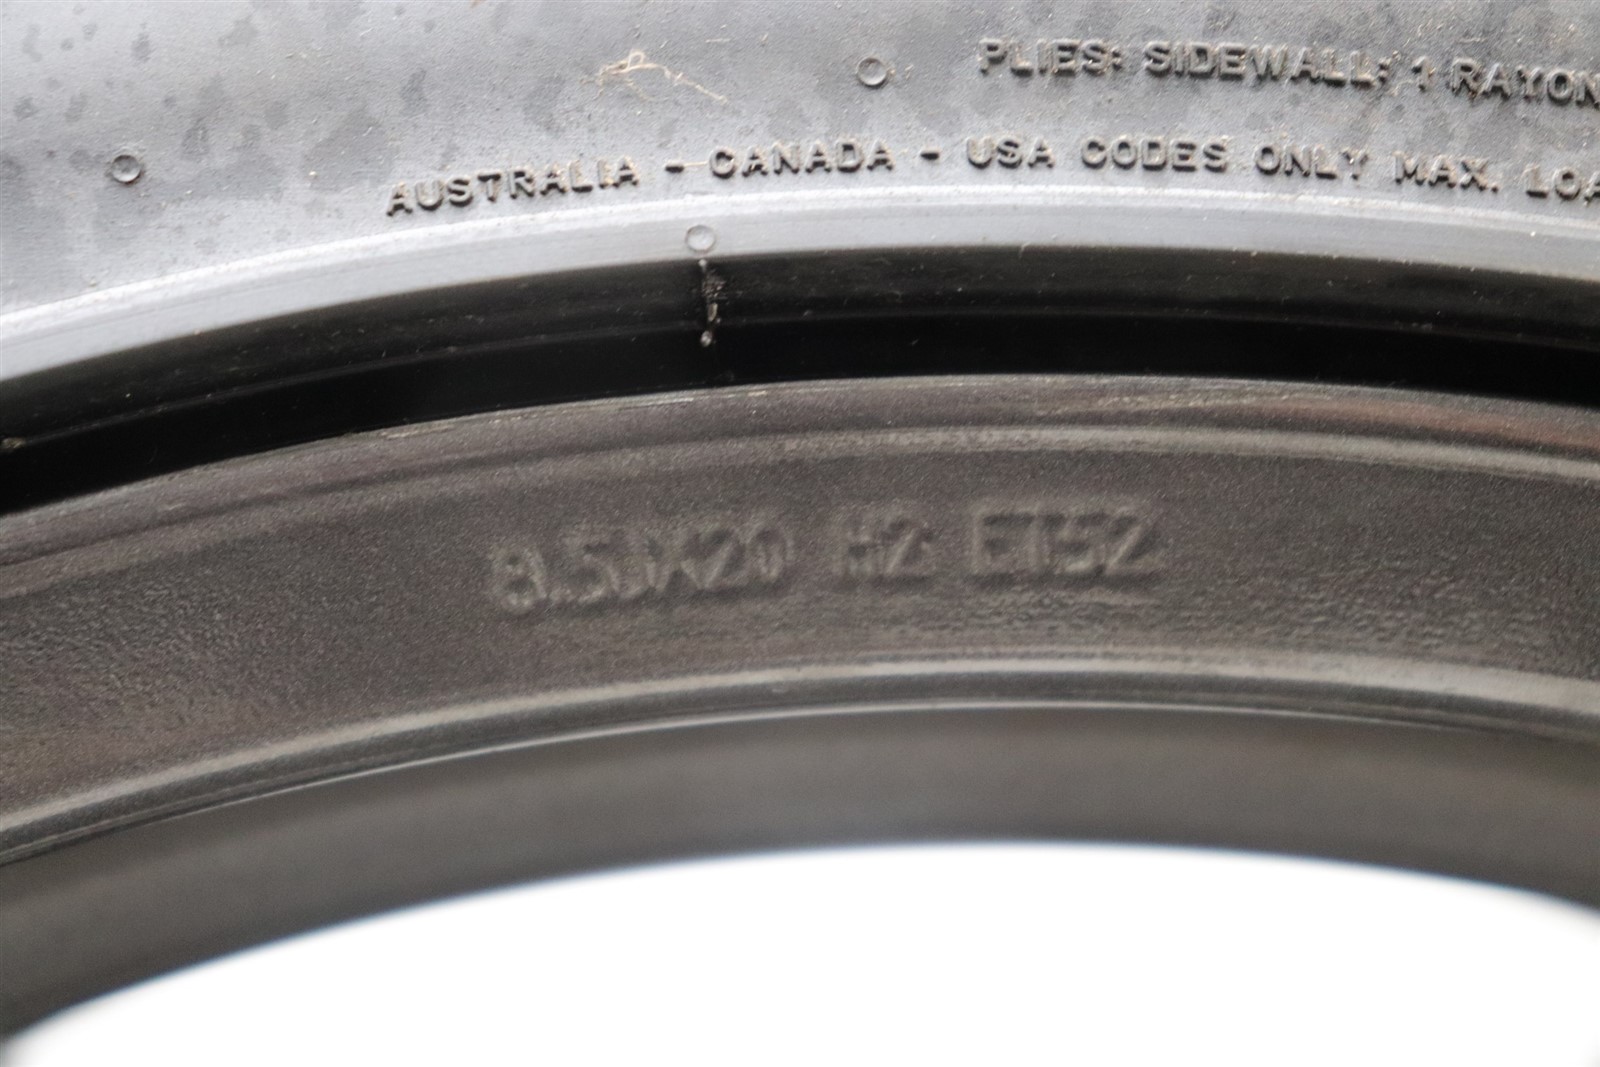 PLIES: SIDEWALL: 1 RAYON
AUSTRALIA - CANADA - USA CODES ONLY MAX. LOA
8.5JX20 H2 ET52